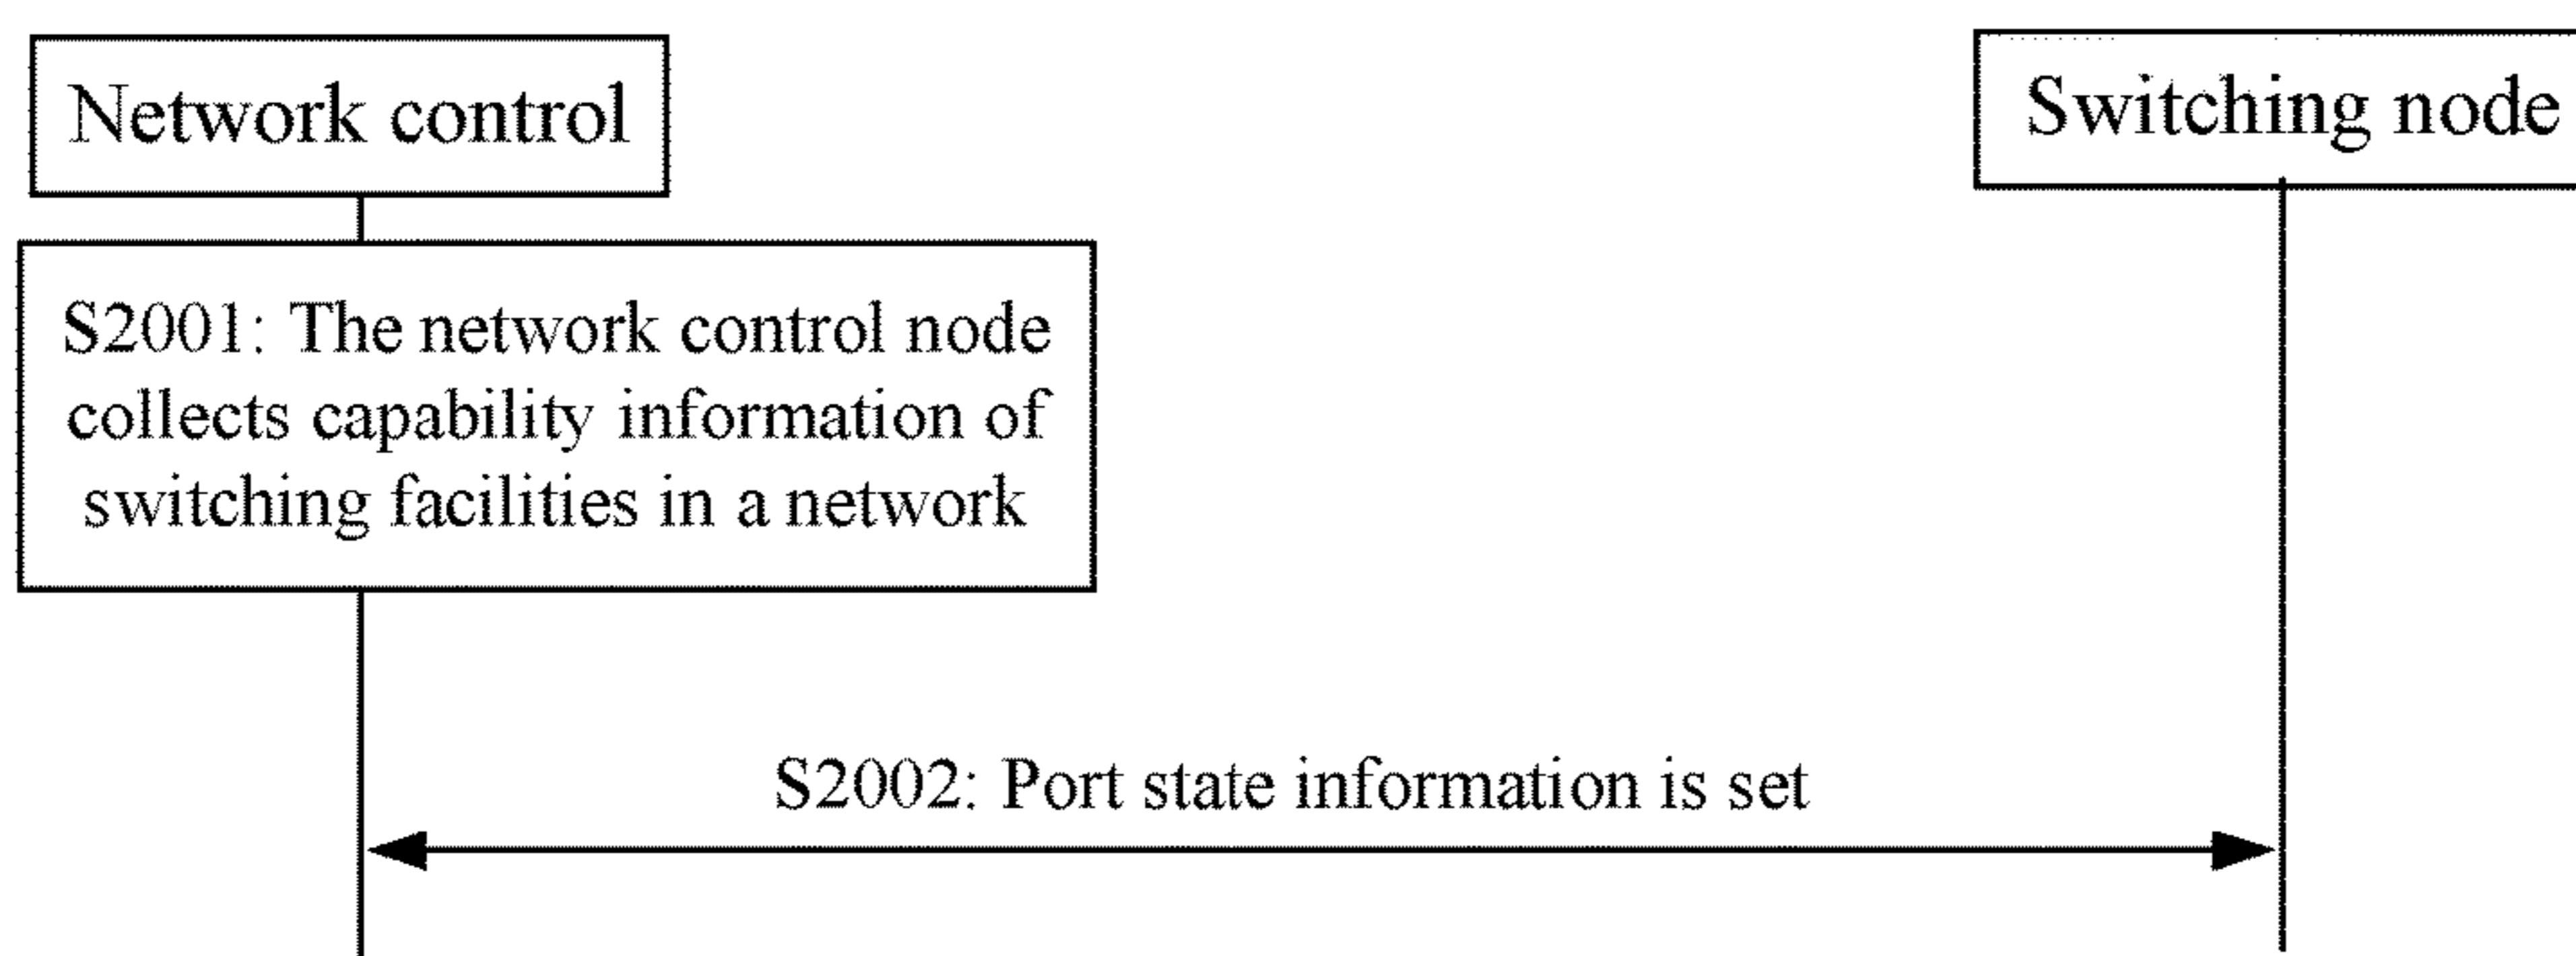 Network control
Switching node
S2001: The network control node
collects capability information of
switching facilities in a network
S2002: Port state information is set